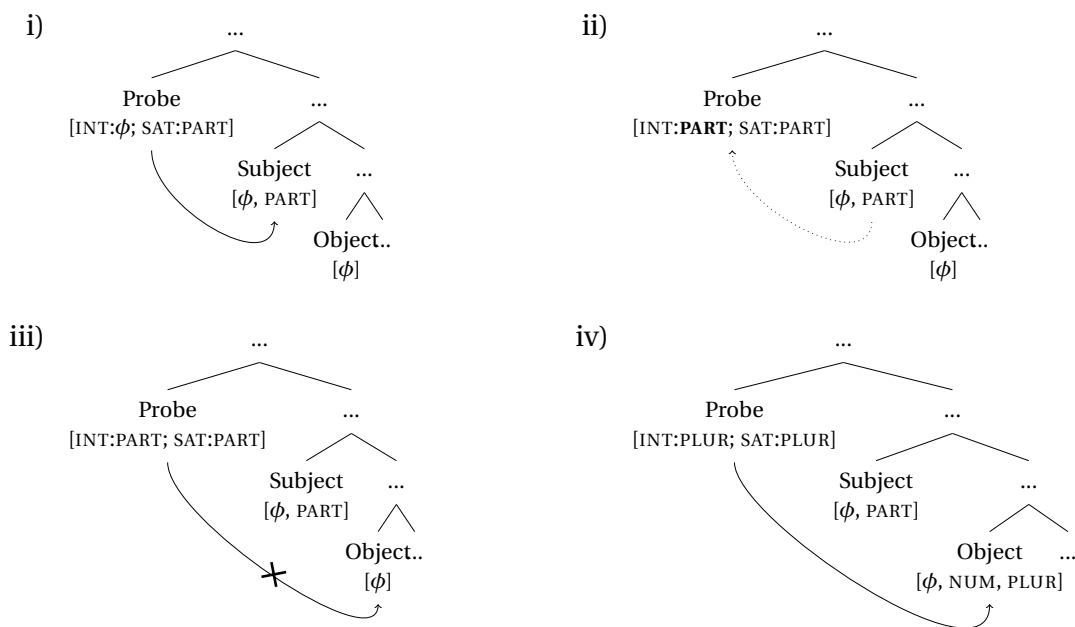 i)
...
Probe
[INT:ϕ; SAT:PART]
...
Subject
[ϕ, PART]
...
Object...
[ϕ]
ii)
...
Probe
[INT:PART; SAT:PART]
...
Subject
[ϕ, PART]
...
Object...
[ϕ]
iii)
...
Probe
[INT:PART; SAT:PART]
...
Subject
[ϕ, PART]
...
Object...
[ϕ]
iv)
...
Probe
[INT:PLUR; SAT:PLUR]
...
Subject
[ϕ, PART]
...
Object ...
[ϕ, NUM, PLUR]